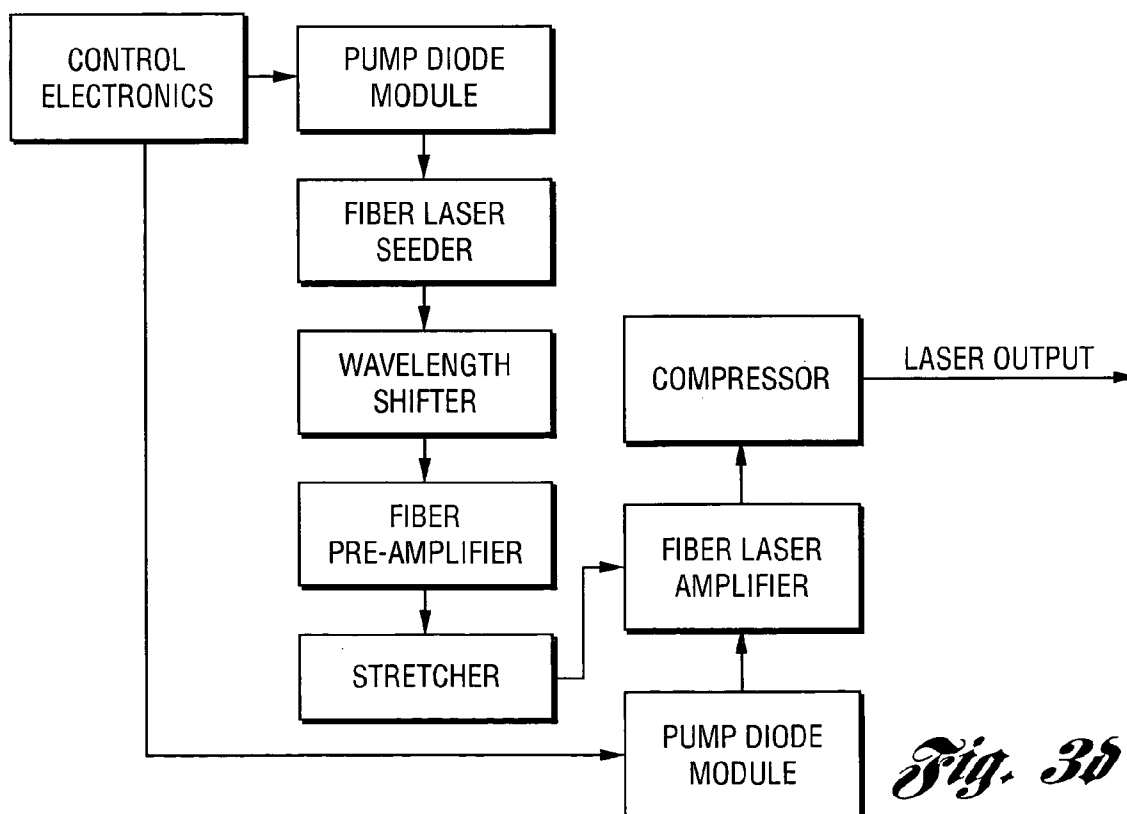 CONTROL
ELECTRONICS
PUMP DIODE
MODULE
FIBER LASER
SEEDER
WAVELENGTH
SHIFTER
FIBER
PRE-AMPLIFIER
STRETCHER
COMPRESSOR
LASER OUTPUT
FIBER LASER
AMPLIFIER
PUMP DIODE
MODULE
Fig. 3d